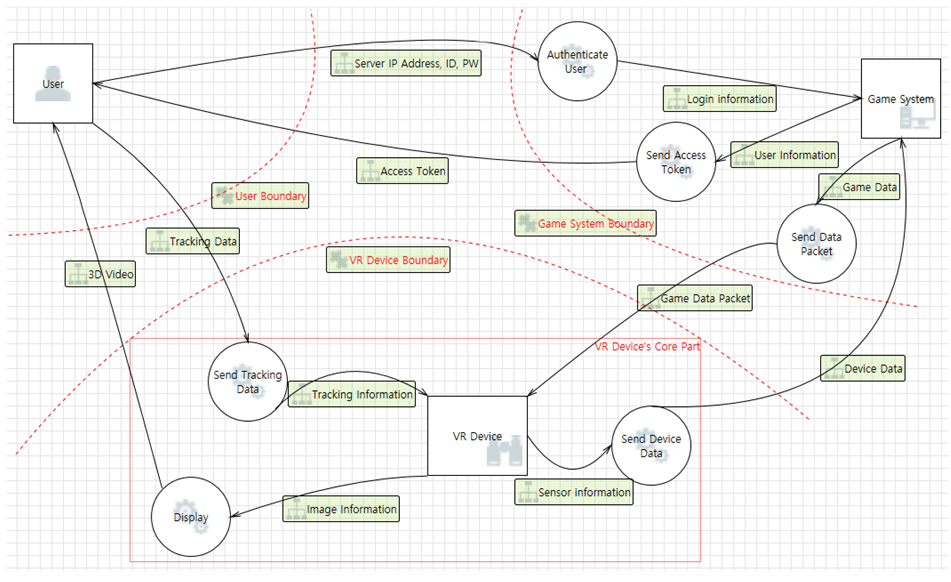 User
Server IP Address, ID, PW
Authenticate
User
Login information
Game System
Send Access
Token
User Information
Access Token
Game Data
User Boundary
Game System Boundary
Tracking Data
VR Device Boundary
Send Data
Packet
3D Video
Game Data Packet
VR Device's Core Part
Send Tracking
Data
Tracking Information
Device Data
VR Device
Send Device
Data
Sensor information
Image Information
Display